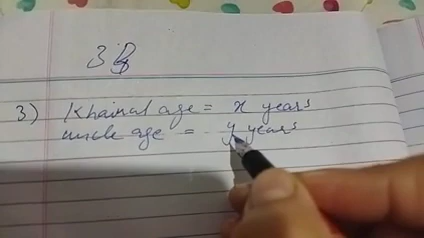 3B
3) Khairul age = x years
uncle age = y years